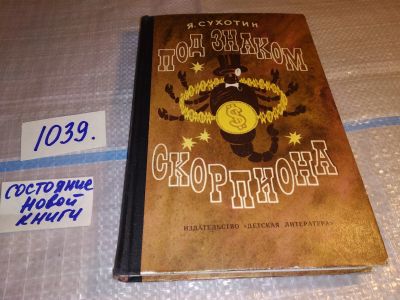 Я. СУХОТИН
ПОД ЗНАКОМ
$
СКОРПИОНА
ИЗДАТЕЛЬСТВО «ДЕТСКАЯ ЛИТЕРАТУРА»
1039.
состояние
новой
книги